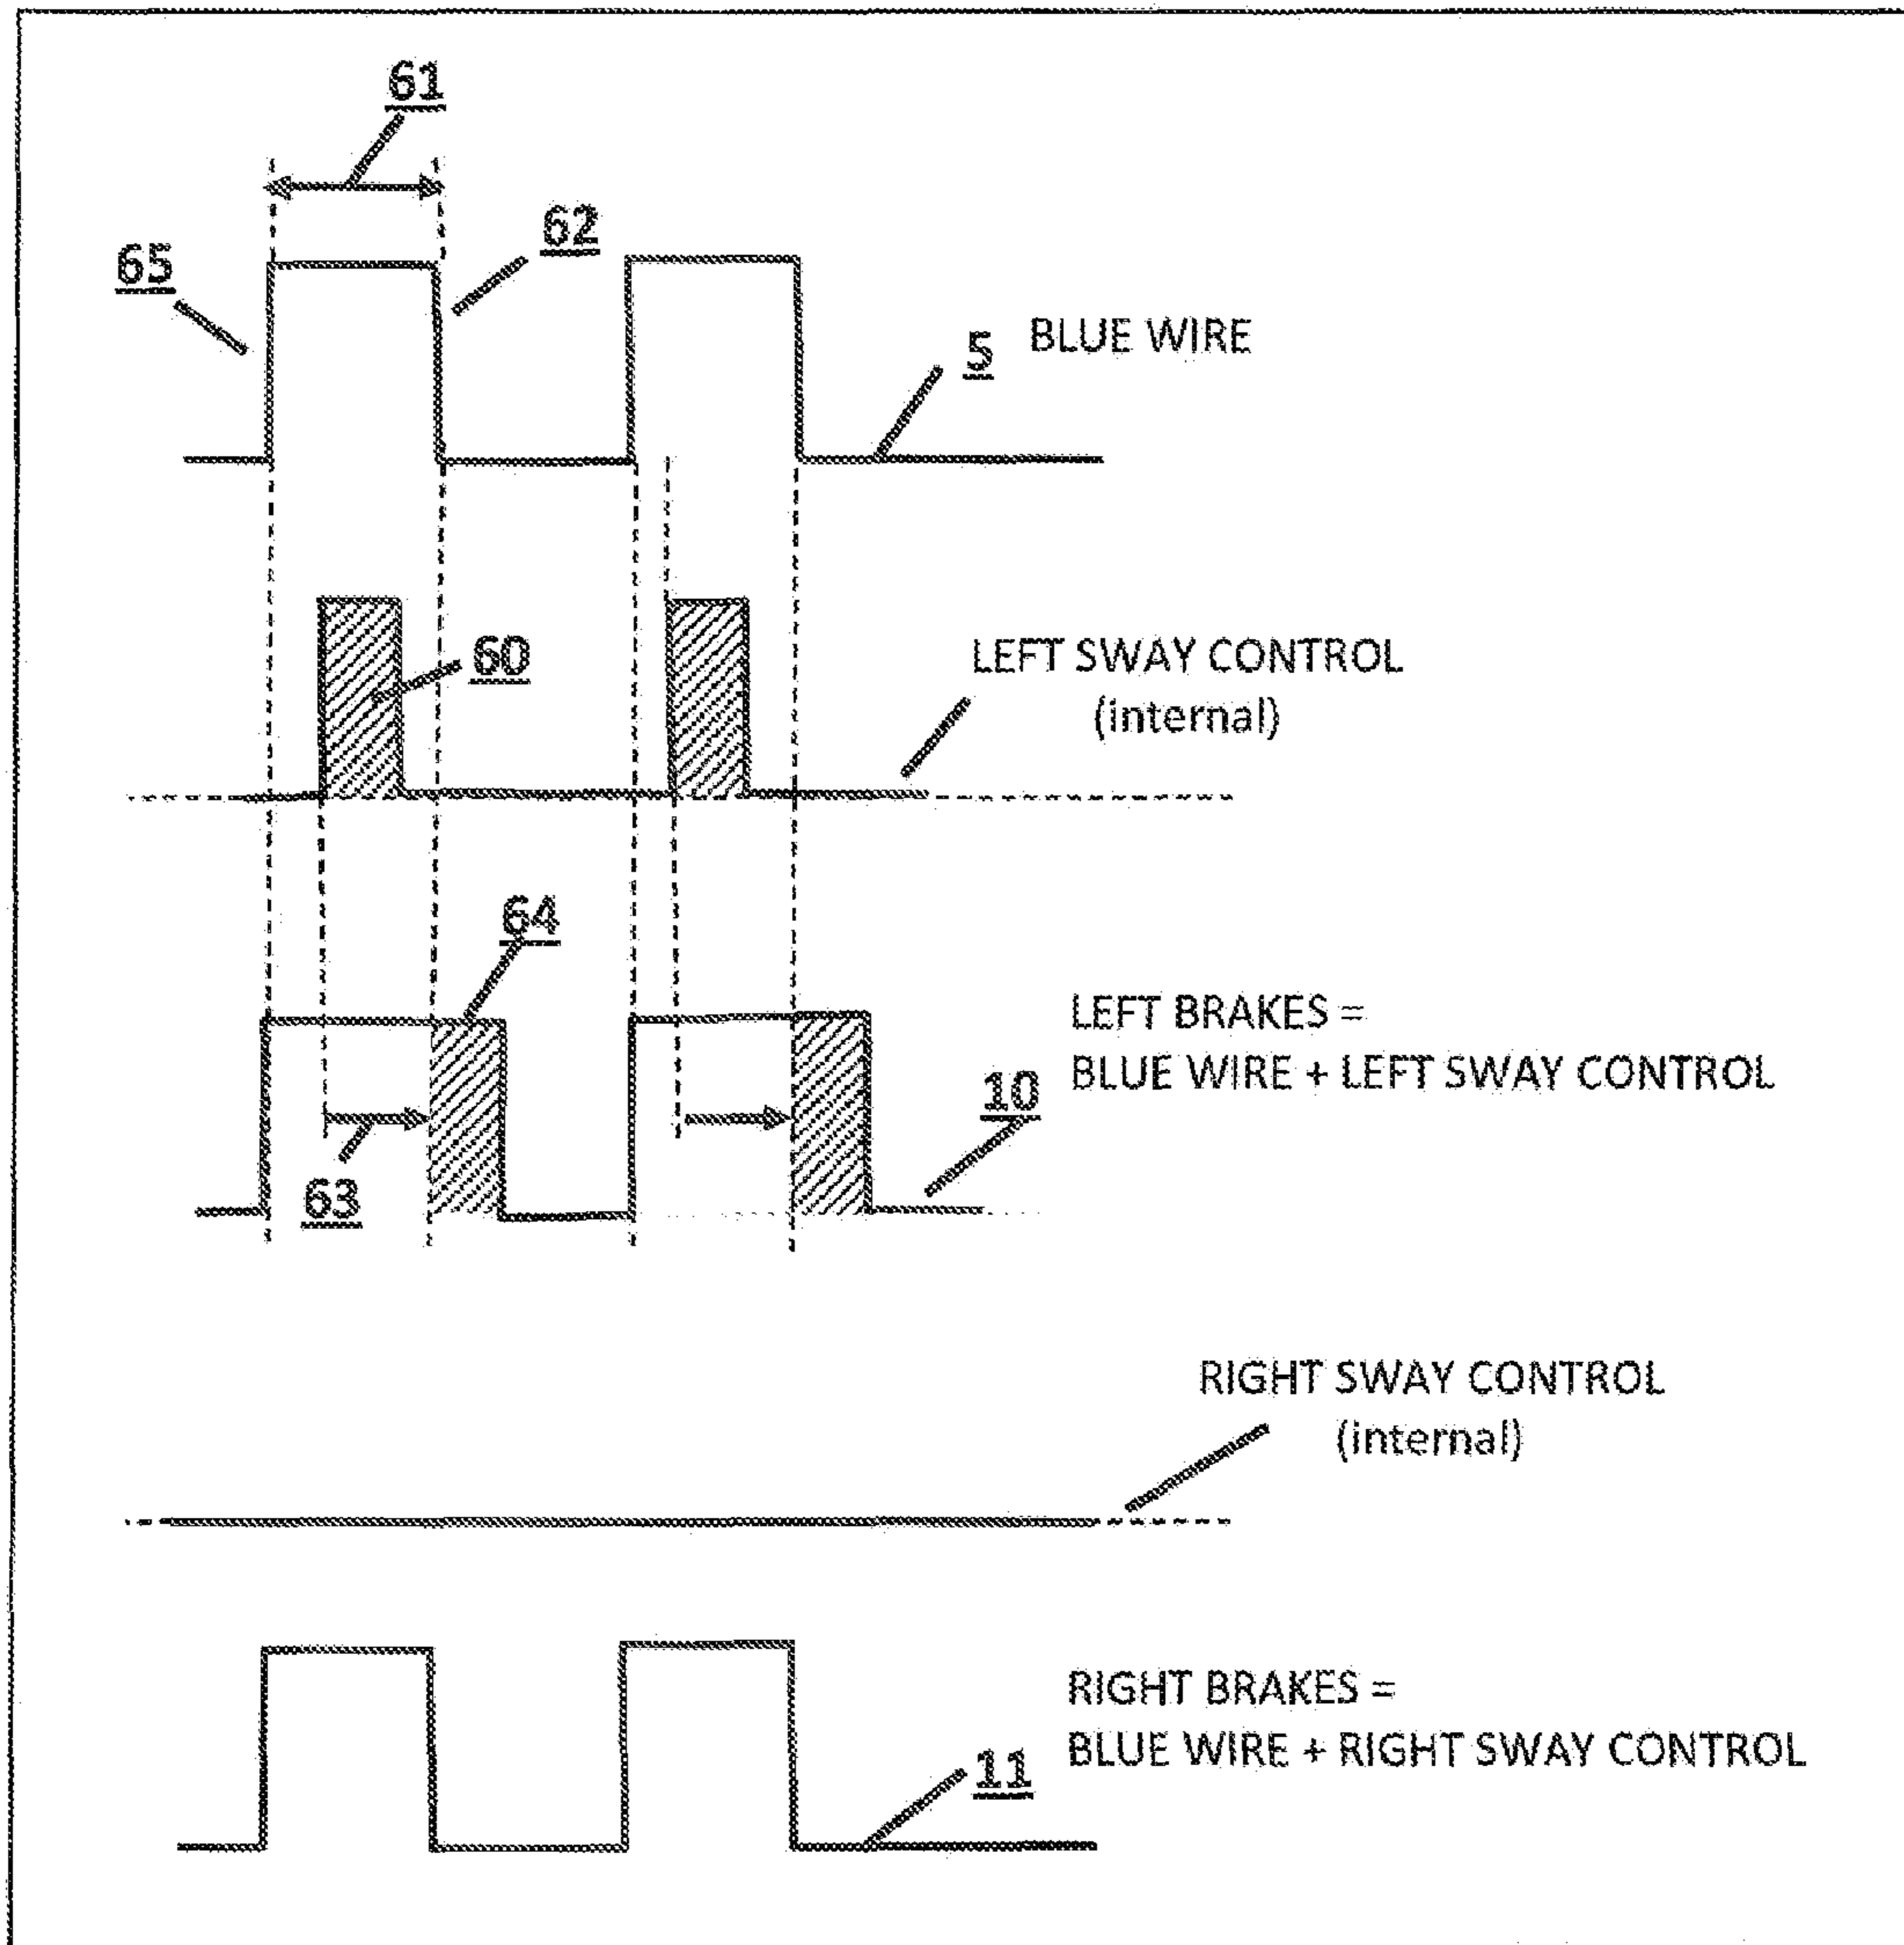 61
62
65
5 BLUE WIRE
60
LEFT SWAY CONTROL
(internal)
64
LEFT BRAKES =
BLUE WIRE + LEFT SWAY CONTROL
10
63
RIGHT SWAY CONTROL
(internal)
RIGHT BRAKES =
BLUE WIRE + RIGHT SWAY CONTROL
11